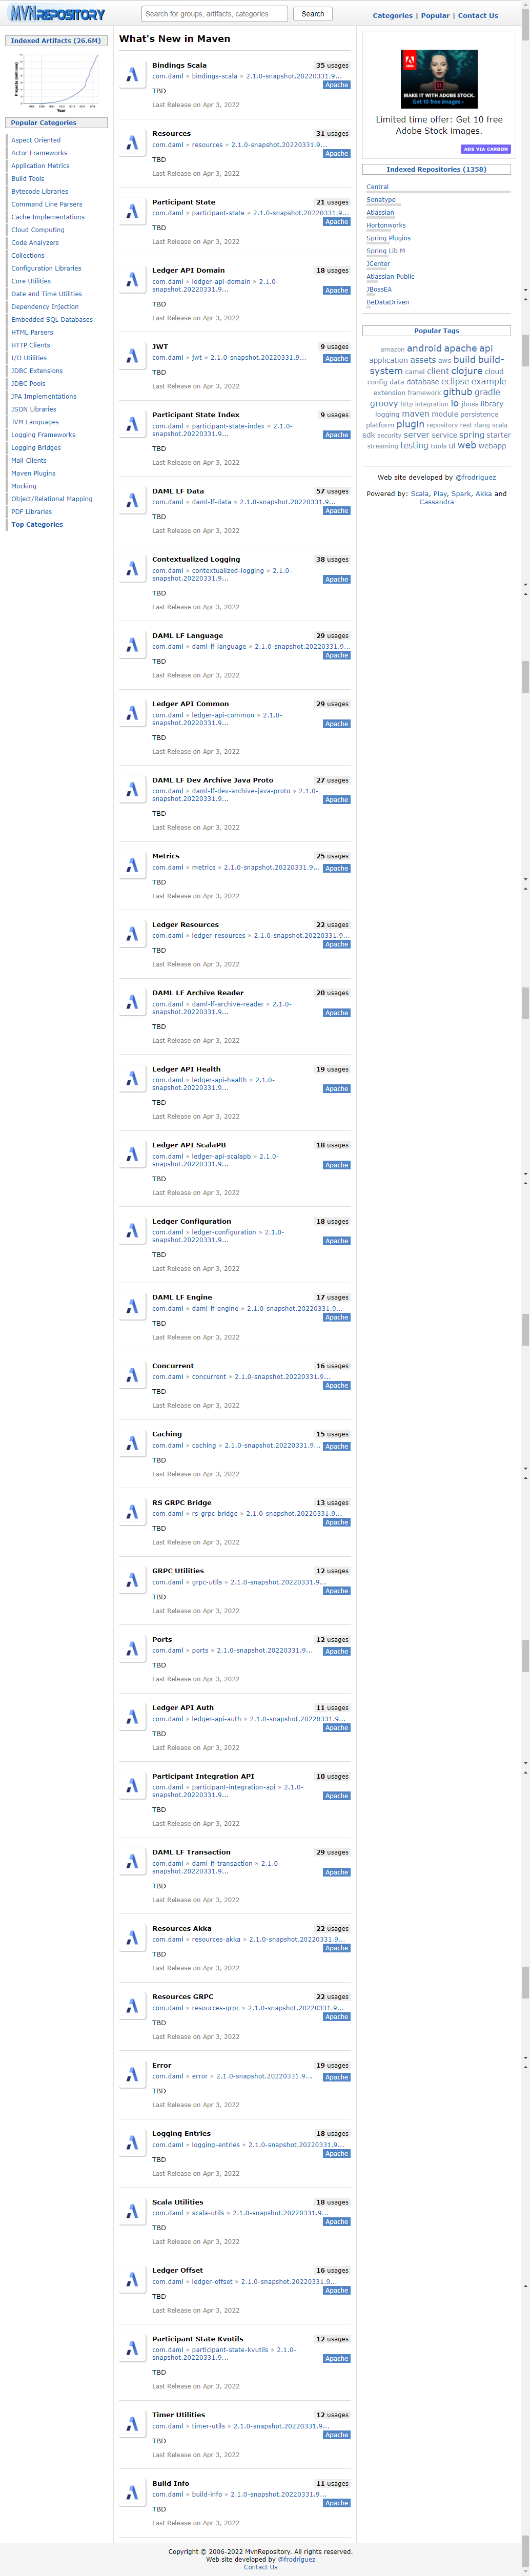 MVNREPOSITORY
Search for groups, artifacts, categories
Search
Categories | Popular | Contact Us
Indexed Artifacts (26.6M)
Projects (millions)
Year
Popular Categories
Aspect Oriented
Actor Frameworks
Application Metrics
Build Tools
Bytecode Libraries
Command Line Parsers
Cache Implementations
Cloud Computing
Code Analyzers
Collections
Configuration Libraries
Core Utilities
Date and Time Utilities
Dependency Injection
Embedded SQL Databases
HTML Parsers
HTTP Clients
I/O Utilities
JDBC Extensions
JDBC Pools
JPA Implementations
JSON Libraries
JVM Languages
Logging Frameworks
Logging Bridges
Mail Clients
Maven Plugins
Mocking
Object/Relational Mapping
PDF Libraries
Top Categories
What's New in Maven
Bindings Scala 35 usages
com.daml » bindings-scala » 2.1.0-snapshot.20220331.9...
Apache
TBD
Last Release on Apr 3, 2022
Resources 31 usages
com.daml » resources » 2.1.0-snapshot.20220331.9...
Apache
TBD
Last Release on Apr 3, 2022
Participant State 21 usages
com.daml » participant-state » 2.1.0-snapshot.20220331.9...
Apache
TBD
Last Release on Apr 3, 2022
Ledger API Domain 18 usages
com.daml » ledger-api-domain » 2.1.0-
snapshot.20220331.9... Apache
TBD
Last Release on Apr 3, 2022
JWT 9 usages
com.daml » jwt » 2.1.0-snapshot.20220331.9... Apache
TBD
Last Release on Apr 3, 2022
Participant State Index 9 usages
com.daml » participant-state-index » 2.1.0-
snapshot.20220331.9... Apache
TBD
Last Release on Apr 3, 2022
DAML LF Data 57 usages
com.daml » daml-lf-data » 2.1.0-snapshot.20220331.9...
Apache
TBD
Last Release on Apr 3, 2022
Contextualized Logging 38 usages
com.daml » contextualized-logging » 2.1.0-
snapshot.20220331.9... Apache
TBD
Last Release on Apr 3, 2022
DAML LF Language 29 usages
com.daml » daml-lf-language » 2.1.0-snapshot.20220331.9...
Apache
TBD
Last Release on Apr 3, 2022
Ledger API Common 29 usages
com.daml » ledger-api-common » 2.1.0-
snapshot.20220331.9... Apache
TBD
Last Release on Apr 3, 2022
DAML LF Dev Archive Java Proto 27 usages
com.daml » daml-lf-dev-archive-java-proto » 2.1.0-
snapshot.20220331.9... Apache
TBD
Last Release on Apr 3, 2022
Metrics 25 usages
com.daml » metrics » 2.1.0-snapshot.20220331.9... Apache
TBD
Last Release on Apr 3, 2022
Ledger Resources 22 usages
com.daml » ledger-resources » 2.1.0-snapshot.20220331.9...
Apache
TBD
Last Release on Apr 3, 2022
DAML LF Archive Reader 20 usages
com.daml » daml-lf-archive-reader » 2.1.0-
snapshot.20220331.9... Apache
TBD
Last Release on Apr 3, 2022
Ledger API Health 19 usages
com.daml » ledger-api-health » 2.1.0-
snapshot.20220331.9... Apache
TBD
Last Release on Apr 3, 2022
Ledger API ScalaPB 18 usages
com.daml » ledger-api-scalapb » 2.1.0-
snapshot.20220331.9... Apache
TBD
Last Release on Apr 3, 2022
Ledger Configuration 18 usages
com.daml » ledger-configuration » 2.1.0-
snapshot.20220331.9... Apache
TBD
Last Release on Apr 3, 2022
DAML LF Engine 17 usages
com.daml » daml-lf-engine » 2.1.0-snapshot.20220331.9...
Apache
TBD
Last Release on Apr 3, 2022
Concurrent 16 usages
com.daml » concurrent » 2.1.0-snapshot.20220331.9...
Apache
TBD
Last Release on Apr 3, 2022
Caching 15 usages
com.daml » caching » 2.1.0-snapshot.20220331.9... Apache
TBD
Last Release on Apr 3, 2022
RS GRPC Bridge 13 usages
com.daml » rs-grpc-bridge » 2.1.0-snapshot.20220331.9...
Apache
TBD
Last Release on Apr 3, 2022
GRPC Utilities 12 usages
com.daml » grpc-utils » 2.1.0-snapshot.20220331.9...
Apache
TBD
Last Release on Apr 3, 2022
Ports 12 usages
com.daml » ports » 2.1.0-snapshot.20220331.9... Apache
TBD
Last Release on Apr 3, 2022
Ledger API Auth 11 usages
com.daml » ledger-api-auth » 2.1.0-snapshot.20220331.9...
Apache
TBD
Last Release on Apr 3, 2022
Participant Integration API 10 usages
com.daml » participant-integration-api » 2.1.0-
snapshot.20220331.9... Apache
TBD
Last Release on Apr 3, 2022
DAML LF Transaction 29 usages
com.daml » daml-lf-transaction » 2.1.0-
snapshot.20220331.9... Apache
TBD
Last Release on Apr 3, 2022
Resources Akka 22 usages
com.daml » resources-akka » 2.1.0-snapshot.20220331.9...
Apache
TBD
Last Release on Apr 3, 2022
Resources GRPC 22 usages
com.daml » resources-grpc » 2.1.0-snapshot.20220331.9...
Apache
TBD
Last Release on Apr 3, 2022
Error 19 usages
com.daml » error » 2.1.0-snapshot.20220331.9... Apache
TBD
Last Release on Apr 3, 2022
Logging Entries 18 usages
com.daml » logging-entries » 2.1.0-snapshot.20220331.9...
Apache
TBD
Last Release on Apr 3, 2022
Scala Utilities 18 usages
com.daml » scala-utils » 2.1.0-snapshot.20220331.9...
Apache
TBD
Last Release on Apr 3, 2022
Ledger Offset 16 usages
com.daml » ledger-offset » 2.1.0-snapshot.20220331.9...
Apache
TBD
Last Release on Apr 3, 2022
Participant State Kvutils 12 usages
com.daml » participant-state-kvutils » 2.1.0-
snapshot.20220331.9... Apache
TBD
Last Release on Apr 3, 2022
Timer Utilities 12 usages
com.daml » timer-utils » 2.1.0-snapshot.20220331.9...
Apache
TBD
Last Release on Apr 3, 2022
Build Info 11 usages
com.daml » build-info » 2.1.0-snapshot.20220331.9...
Apache
TBD
Last Release on Apr 3, 2022
Adobe
MAKE IT WITH ADOBE STOCK.
Get 10 free images ›
Limited time offer: Get 10 free
Adobe Stock images.
ADS VIA CARBON
Indexed Repositories (1358)
Central
Sonatype
Atlassian
Hortonworks
Spring Plugins
Spring Lib M
JCenter
Atlassian Public
JBossEA
BeDataDriven
Popular Tags
amazon android apache api
application assets aws build build-
system camel client clojure cloud
config data database eclipse example
extension framework github gradle
groovy http integration io jboss library
logging maven module persistence
platform plugin repository rest rlang scala
sdk security server service spring starter
streaming testing tools ui web webapp
Web site developed by @frodriguez
Powered by: Scala, Play, Spark, Akka and
Cassandra
Copyright © 2006-2022 MvnRepository. All rights reserved.
Web site developed by @frodriguez
Contact Us